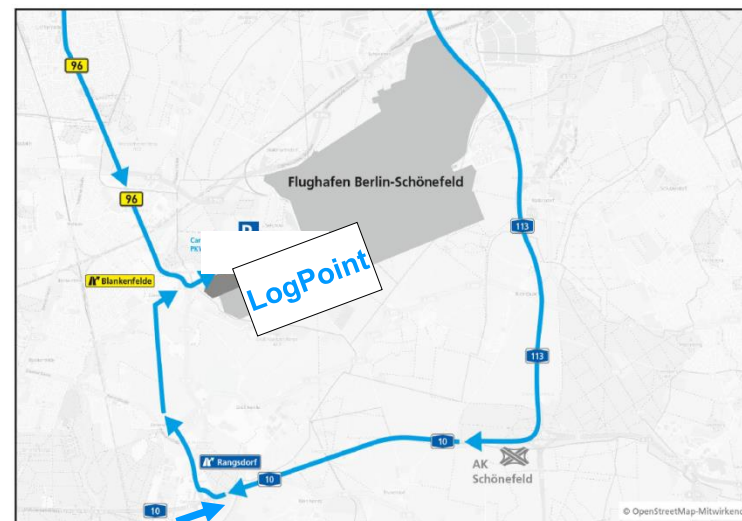 96
Flughafen Berlin-Schönefeld
96
113
P
Blankenfelde
LogPoint
113
10
Rangsdorf
AK
Schönefeld
10
10
© OpenStreetMap-Mitwirkend